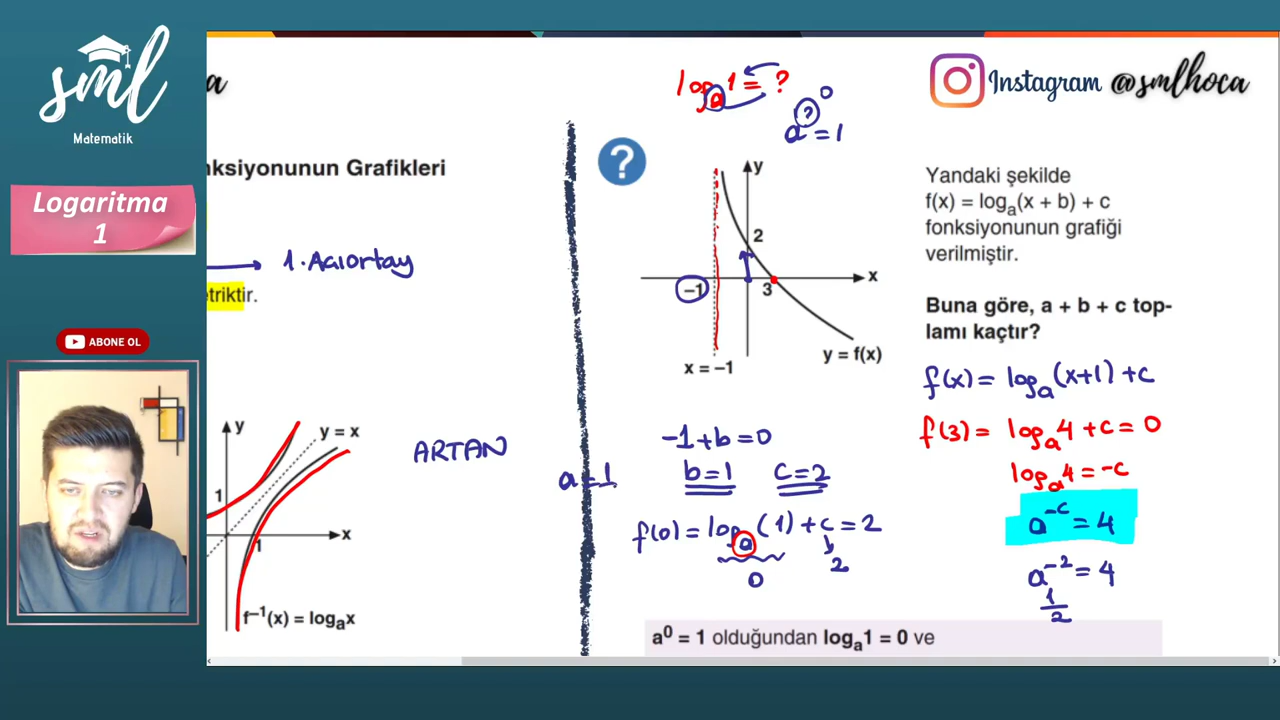 sml
Matematik
Logaritma
1
ABONE OL
a
Instagram @smlhoca
ksiyonunun Grafikleri
1. Açıortay
etriktir.
y
y = x
1
1
x
f⁻¹(x) = logₐx
ARTAN
logₐ1 = ?
a^? = 1
0
?
y
2
-1
3
x
x = -1
y = f(x)
Yandaki şekilde
f(x) = logₐ(x + b) + c
fonksiyonunun grafiği
verilmiştir.
Buna göre, a + b + c top-
lamı kaçtır?
f(x) = logₐ(x+1) + c
f(3) = logₐ4 + c = 0
logₐ4 = -c
a^-c = 4
a^-2 = 4
1/2
-1+b=0
a=1
b=1
c=2
f(0) = logₐ(1) + c = 2
0
2
a⁰ = 1 olduğundan logₐ1 = 0 ve